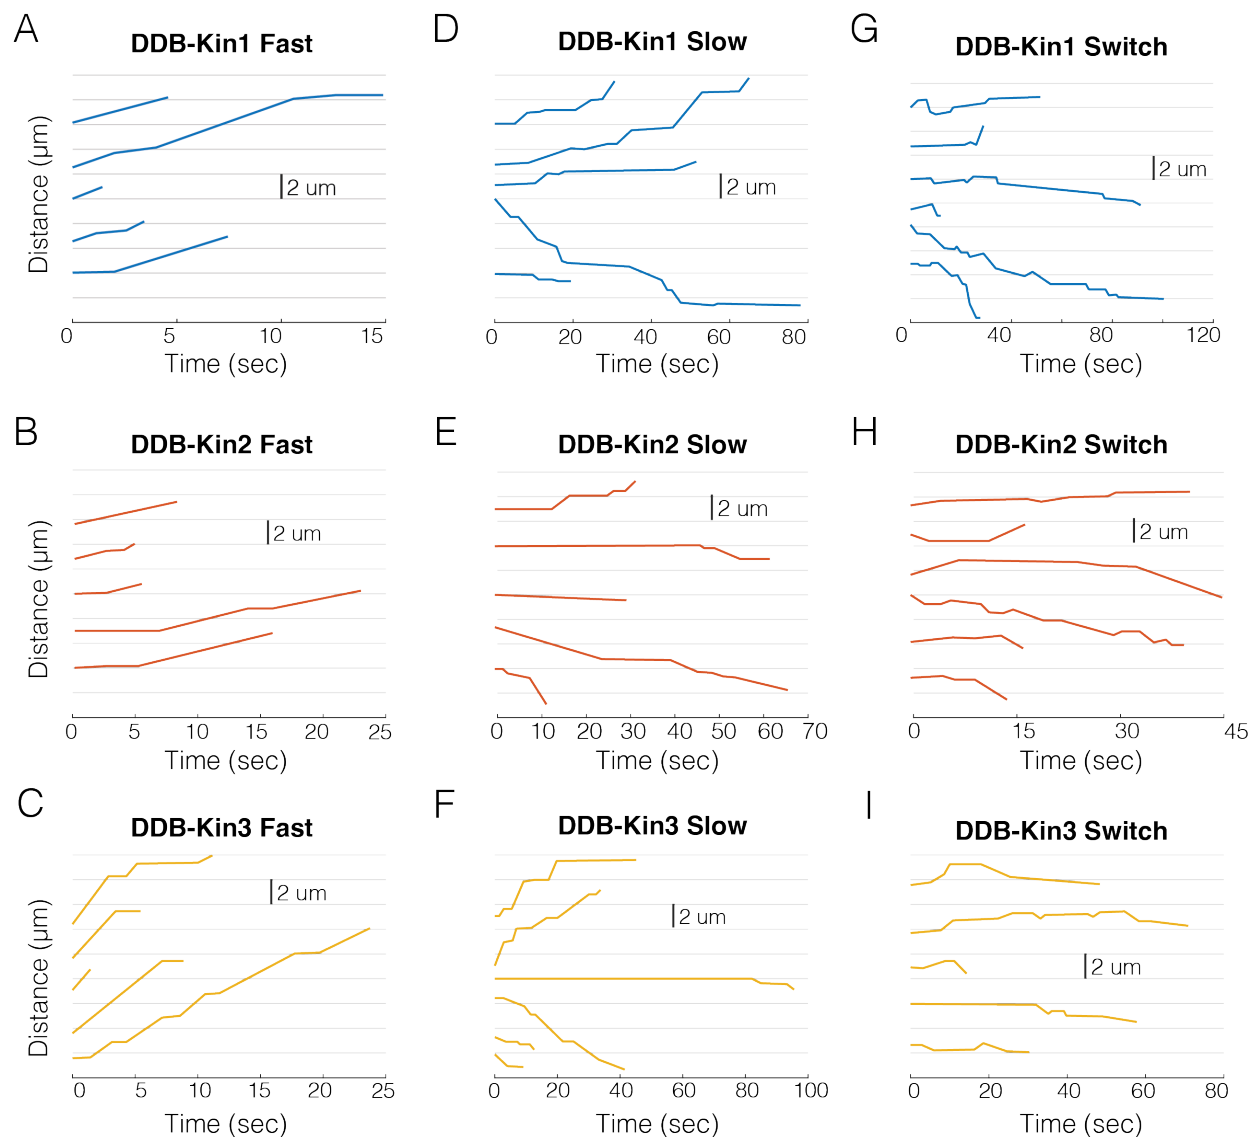 A
DDB-Kin1 Fast
Distance (μm)
2 um
0 5 10 15
Time (sec)
D
DDB-Kin1 Slow
2 um
0 20 40 60 80
Time (sec)
G
DDB-Kin1 Switch
2 um
0 40 80 120
Time (sec)
B
DDB-Kin2 Fast
Distance (μm)
2 um
0 5 10 15 20 25
Time (sec)
E
DDB-Kin2 Slow
2 um
0 10 20 30 40 50 60 70
Time (sec)
H
DDB-Kin2 Switch
2 um
0 15 30 45
Time (sec)
C
DDB-Kin3 Fast
Distance (μm)
2 um
0 5 10 15 20 25
Time (sec)
F
DDB-Kin3 Slow
2 um
0 20 40 60 80 100
Time (sec)
I
DDB-Kin3 Switch
2 um
0 20 40 60 80
Time (sec)